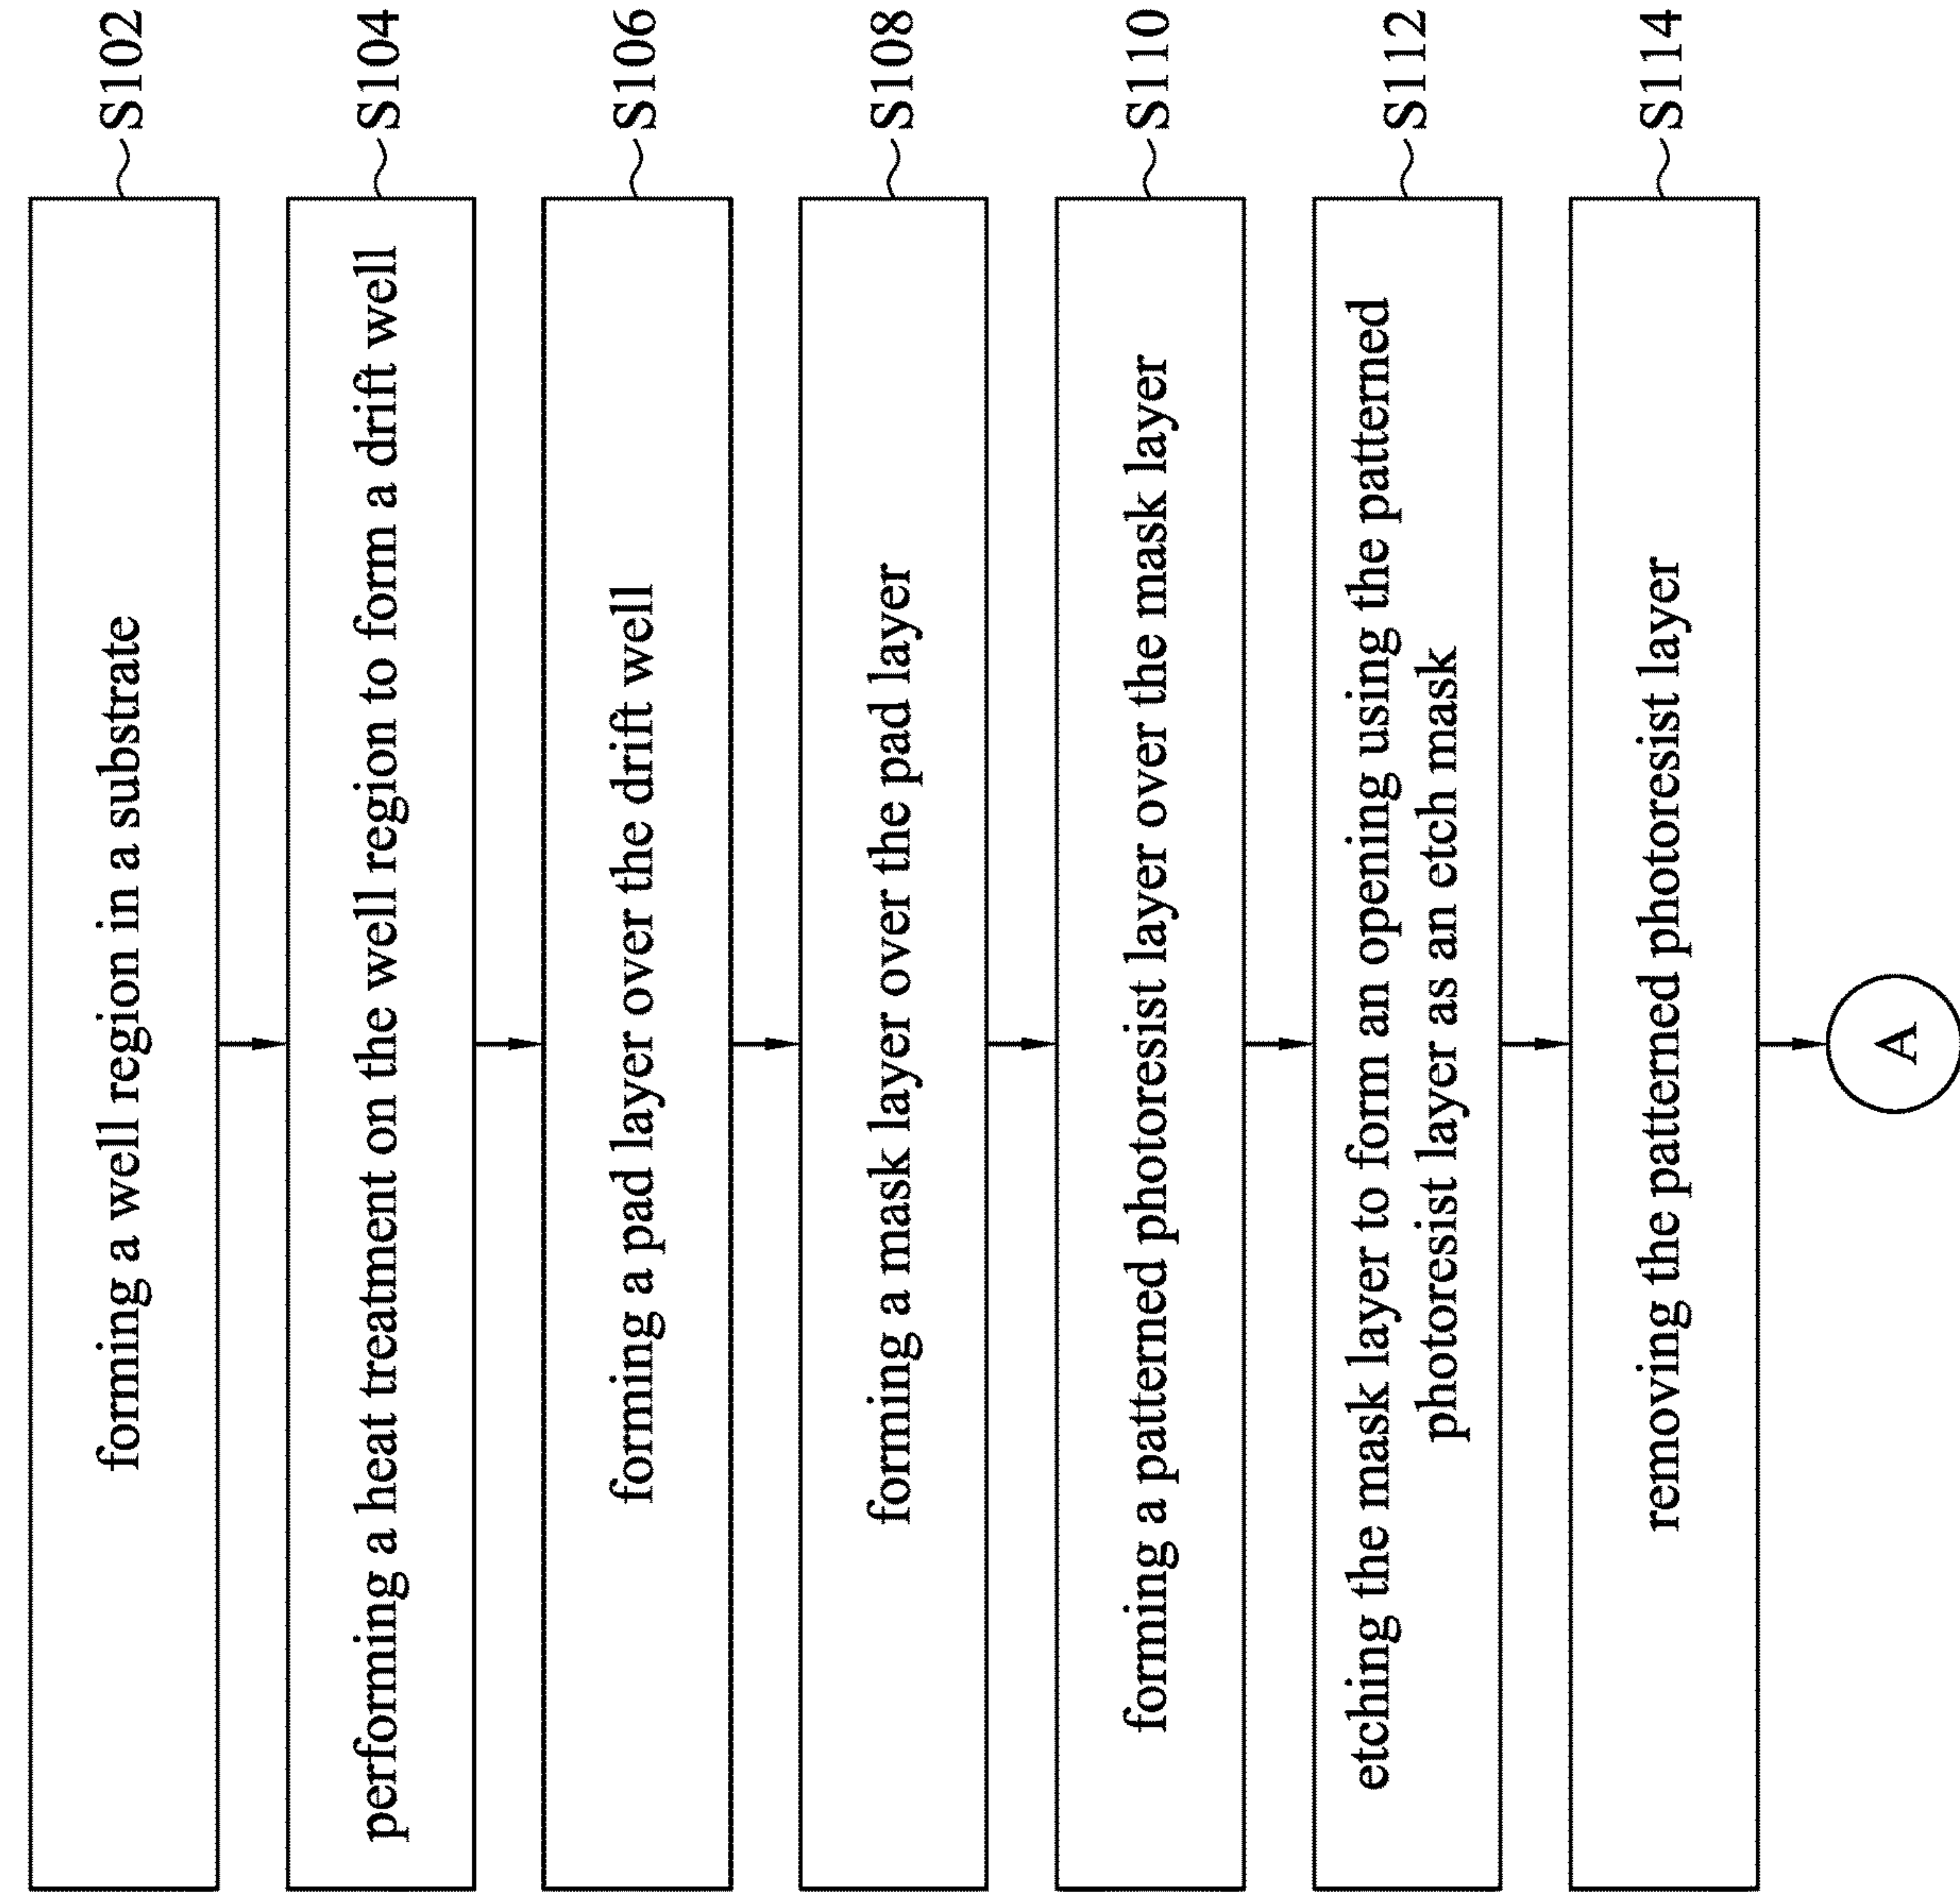 forming a well region in a substrate
S102
performing a heat treatment on the well region to form a drift well
S104
forming a pad layer over the drift well
S106
forming a mask layer over the pad layer
S108
forming a patterned photoresist layer over the mask layer
S110
etching the mask layer to form an opening using the patterned
photoresist layer as an etch mask
S112
removing the patterned photoresist layer
S114
A